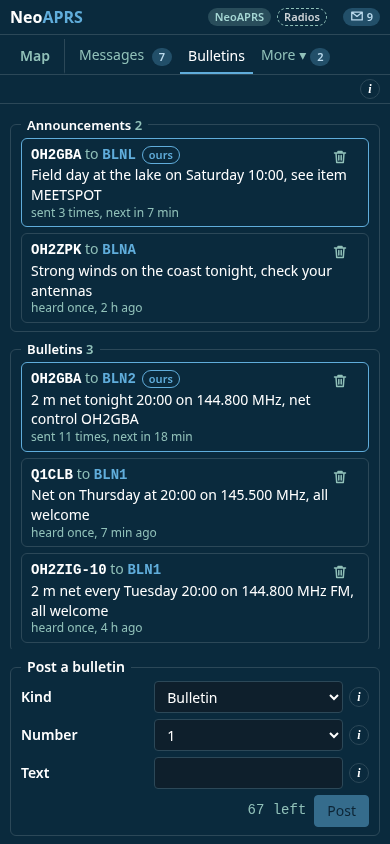 NeoAPRS
NeoAPRS
Radios
9
Map
Messages 7
Bulletins
More ▾ 2
i
Announcements 2
OH2GBA to BLNL ours
Field day at the lake on Saturday 10:00, see item
MEETSPOT
sent 3 times, next in 7 min
OH2ZPK to BLNA
Strong winds on the coast tonight, check your
antennas
heard once, 2 h ago
Bulletins 3
OH2GBA to BLN2 ours
2 m net tonight 20:00 on 144.800 MHz, net
control OH2GBA
sent 11 times, next in 18 min
Q1CLB to BLN1
Net on Thursday at 20:00 on 145.500 MHz, all
welcome
heard once, 7 min ago
OH2ZIG-10 to BLN1
2 m net every Tuesday 20:00 on 144.800 MHz FM,
all welcome
heard once, 4 h ago
Post a bulletin
Kind Bulletin i
Number 1 i
Text i
67 left Post